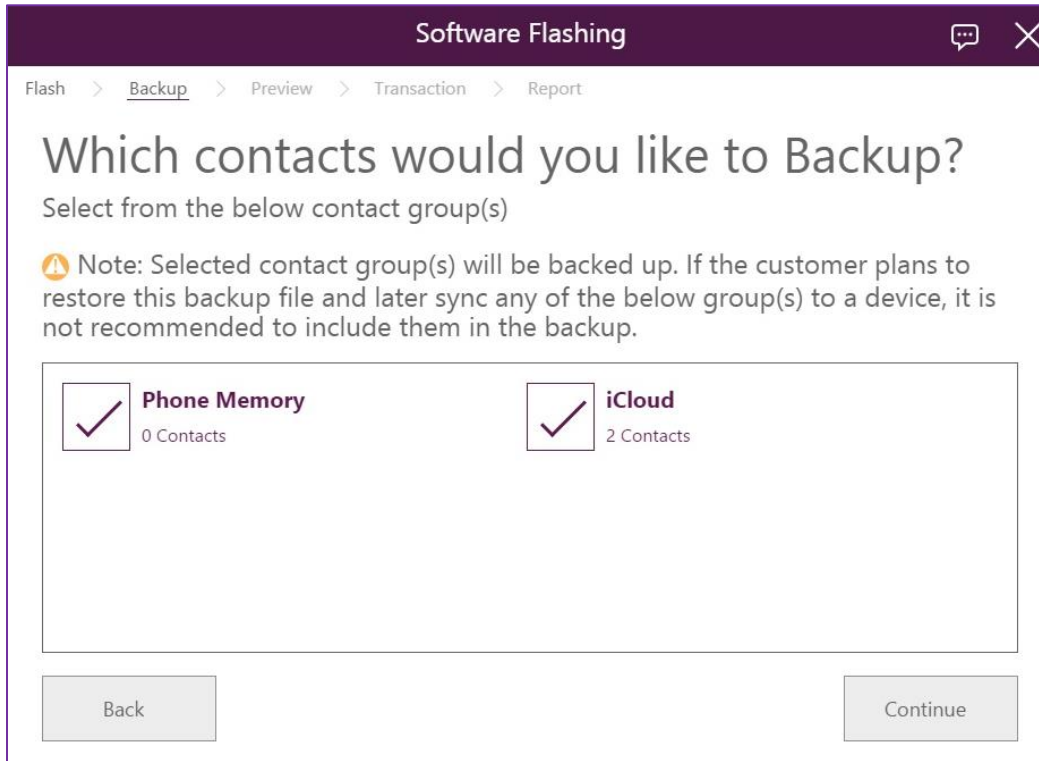 Software Flashing
Flash > Backup > Preview > Transaction > Report
Which contacts would you like to Backup?
Select from the below contact group(s)
Note: Selected contact group(s) will be backed up. If the customer plans to
restore this backup file and later sync any of the below group(s) to a device, it is
not recommended to include them in the backup.
Phone Memory
0 Contacts
iCloud
2 Contacts
Back
Continue